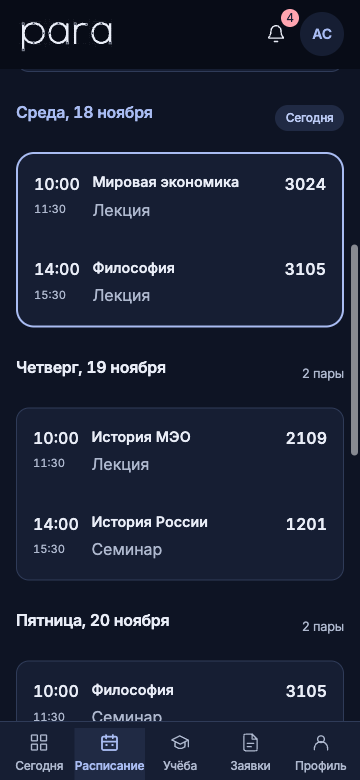 para
4
АС
Среда, 18 ноября
Сегодня
10:00 Мировая экономика 3024
11:30 Лекция
14:00 Философия 3105
15:30 Лекция
Четверг, 19 ноября
2 пары
10:00 История МЭО 2109
11:30 Лекция
14:00 История России 1201
15:30 Семинар
Пятница, 20 ноября
2 пары
10:00 Философия 3105
11:30 Семинар
Сегодня Расписание Учёба Заявки Профиль